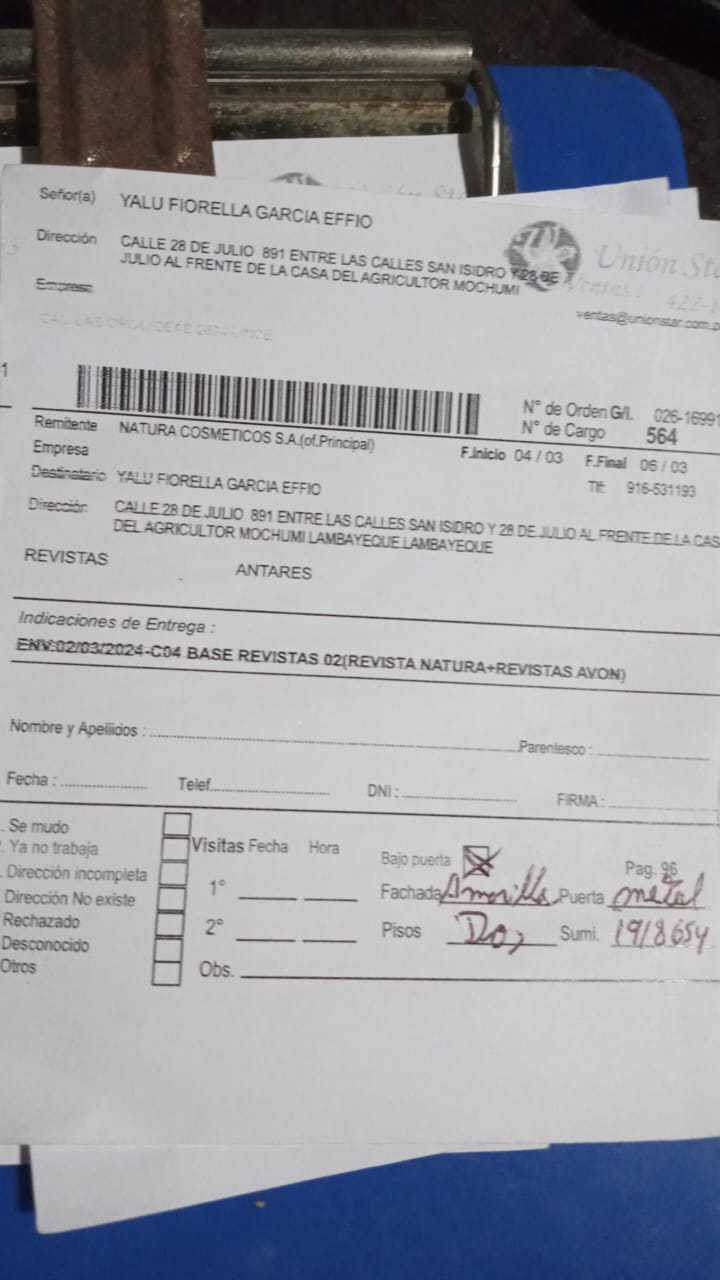 Señor(a) YALU FIORELLA GARCIA EFFIO
Dirección CALLE 28 DE JULIO 891 ENTRE LAS CALLES SAN ISIDRO Y 28 DE
JULIO AL FRENTE DE LA CASA DEL AGRICULTOR MOCHUMI
Unión Sta
Ventas : 422-
Empresa
ventas@unionstar.com.p
N° de Orden G/I. 026-16991
N° de Cargo 564
Remitente NATURA COSMETICOS S.A.(of.Principal)
F.Inicio 04 / 03 F.Final 06 / 03
Empresa
Tlf: 916-531193
Destinatario YALU FIORELLA GARCIA EFFIO
Dirección CALLE 28 DE JULIO 891 ENTRE LAS CALLES SAN ISIDRO Y 28 DE JULIO AL FRENTE DE LA CAS
DEL AGRICULTOR MOCHUMI LAMBAYEQUE LAMBAYEQUE
REVISTAS ANTARES
Indicaciones de Entrega :
ENV:02/03/2024-C04 BASE REVISTAS 02(REVISTA NATURA+REVISTAS AVON)
Nombre y Apellidos : Parentesco :
Fecha : Telef. DNI : FIRMA :
. Se mudo
. Ya no trabaja
. Dirección incompleta
Dirección No existe
Rechazado
Desconocido
Otros
Visitas Fecha Hora
1°
2°
Obs.
Bajo puerta Pag. 96
Fachada Amarilla Puerta metal
Pisos Dos Sumi. 1918654